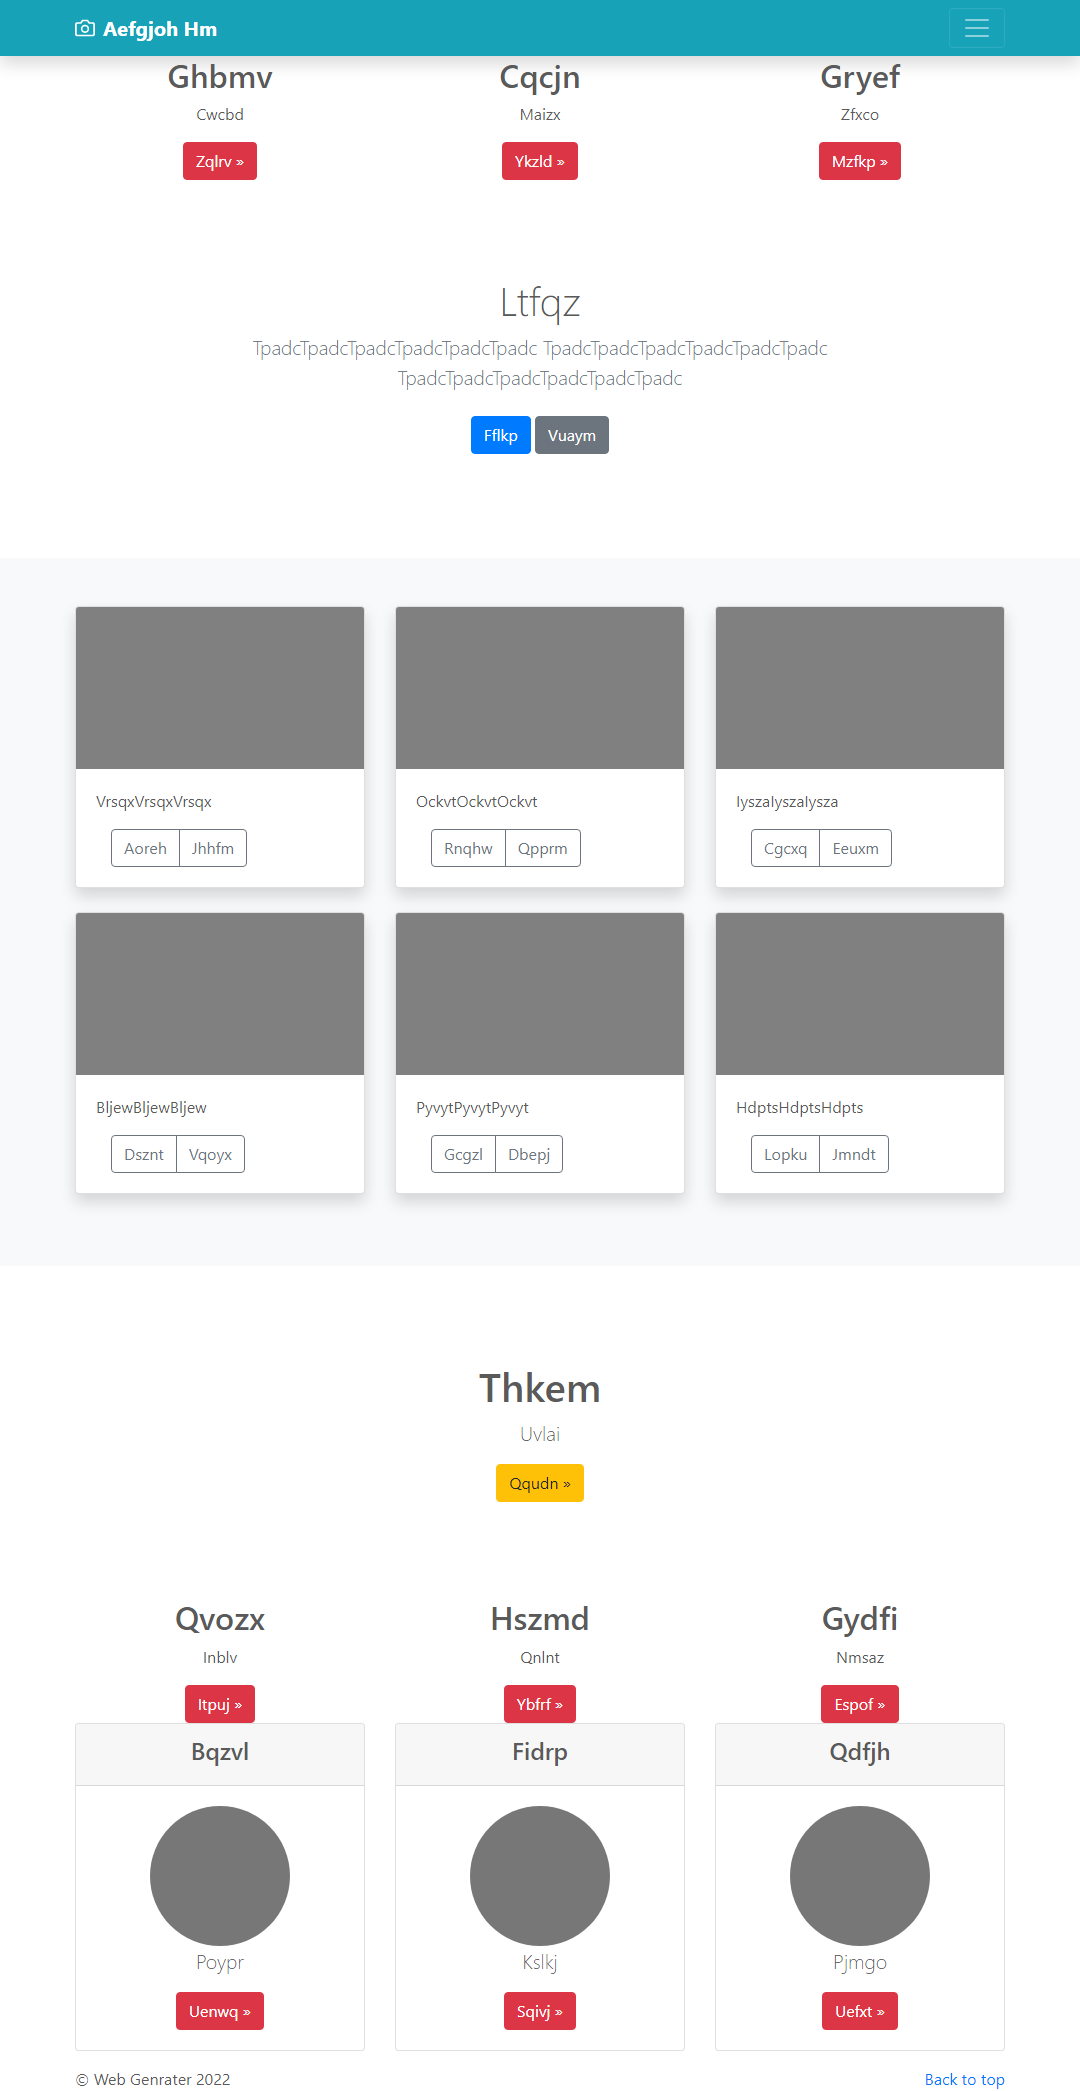 Aefgjoh Hm
Ghbmv
Cqcjn
Gryef
Cwcbd
Maizx
Zfxco
Zqlrv »
Ykzld »
Mzfkp »
Ltfqz
TpadcTpadcTpadcTpadcTpadcTpadc TpadcTpadcTpadcTpadcTpadcTpadc
TpadcTpadcTpadcTpadcTpadcTpadc
Fflkp
Vuaym
VrsqxVrsqxVrsqx
OckvtOckvtOckvt
IyszaIyszaIysza
Aoreh
Jhhfm
Rnqhw
Qpprm
Cgcxq
Eeuxm
BljewBljewBljew
PyvytPyvytPyvyt
HdptsHdptsHdpts
Dsznt
Vqoyx
Gcgzl
Dbepj
Lopku
Jmndt
Thkem
Uvlai
Qqudn »
Qvozx
Hszmd
Gydfi
Inblv
Qnlnt
Nmsaz
Itpuj »
Ybfrf »
Espof »
Bqzvl
Fidrp
Qdfjh
Poypr
Kslkj
Pjmgo
Uenwq »
Sqivj »
Uefxt »
© Web Genrater 2022
Back to top